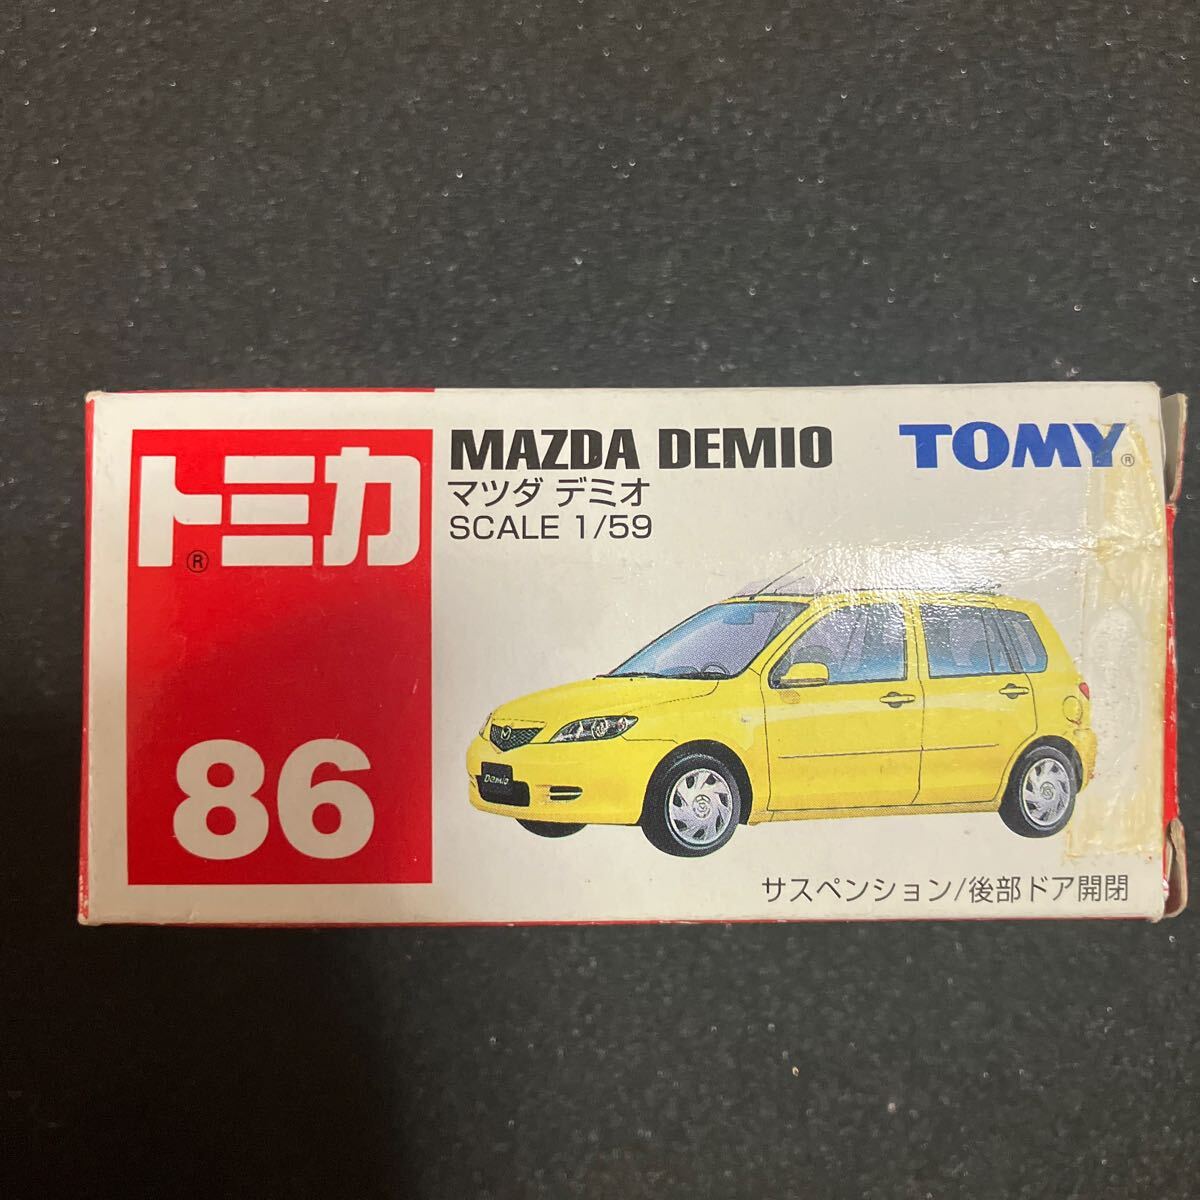 トミカ®
86
MAZDA DEMIO
マツダ デミオ
SCALE 1/59
TOMY®
Demio
サスペンション/後部ドア開閉